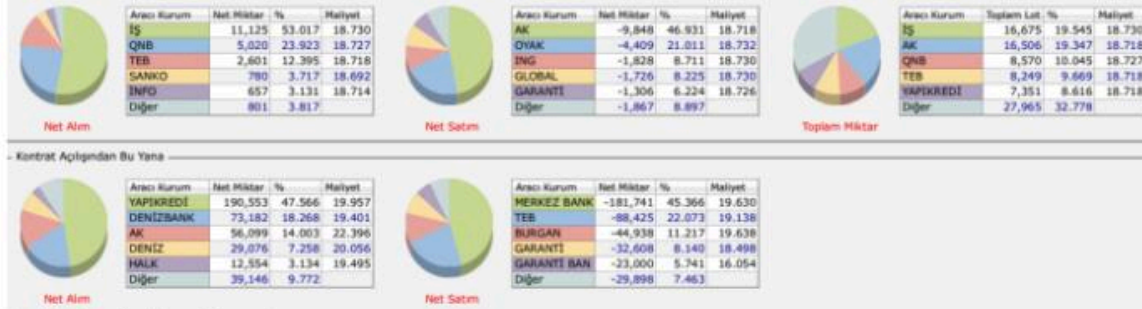 Aracı Kurum Net Miktar % Maliyet
İŞ 11,125 53.017 18.730
QNB 5,020 23.923 18.727
TEB 2,601 12.395 18.718
SANKO 780 3.717 18.692
İNFO 657 3.131 18.714
Diğer 801 3.817
Net Alım
Aracı Kurum Net Miktar % Maliyet
AK -9,848 46.931 18.718
OYAK -4,409 21.011 18.732
ING -1,828 8.711 18.730
GLOBAL -1,726 8.225 18.730
GARANTİ -1,306 6.224 18.726
Diğer -1,867 8.897
Net Satım
Aracı Kurum Toplam Lot % Maliyet
İŞ 16,675 19.545 18.730
AK 16,506 19.347 18.718
QNB 8,570 10.045 18.727
TEB 8,249 9.669 18.718
YAPIKREDİ 7,351 8.616 18.718
Diğer 27,965 32.778
Toplam Miktar
Kontrat Açılışından Bu Yana
Aracı Kurum Net Miktar % Maliyet
YAPIKREDİ 190,553 47.566 19.957
DENİZBANK 73,182 18.268 19.401
AK 56,099 14.003 22.396
DENİZ 29,076 7.258 20.056
HALK 12,554 3.134 19.495
Diğer 39,146 9.772
Net Alım
Aracı Kurum Net Miktar % Maliyet
MERKEZ BANK -181,741 45.366 19.630
TEB -88,425 22.073 19.138
BURGAN -44,938 11.217 19.638
GARANTİ -32,608 8.140 18.498
GARANTİ BAN -23,000 5.741 16.054
Diğer -29,898 7.463
Net Satım